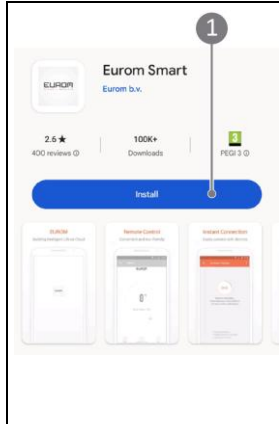 1
EUROM
Eurom Smart
Eurom b.v.
2.6 ★
400 reviews
100K+
Downloads
3
PEGI 3
Install
EUROM
Remote Control
Instant Connection